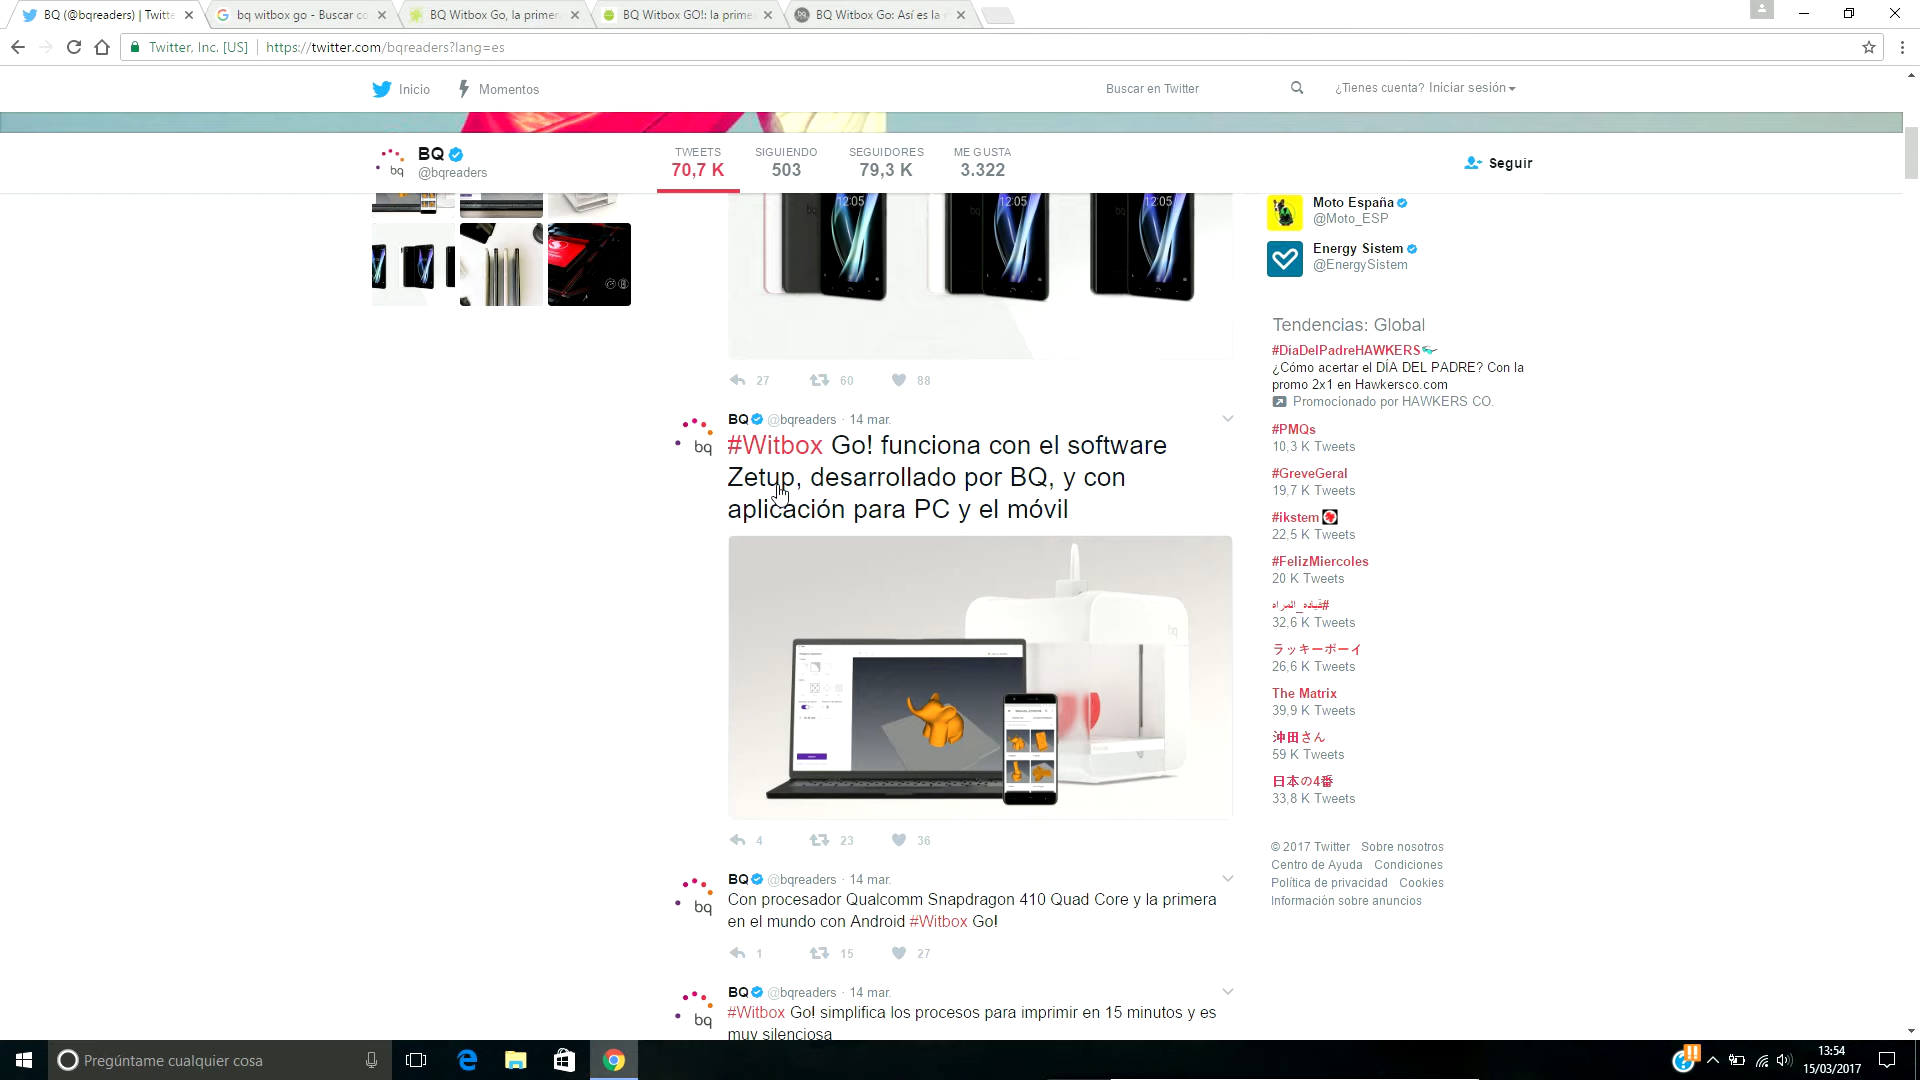 BQ (@bqreaders) | Twitte
bq witbox go - Buscar co
BQ Witbox Go, la primera
BQ Witbox GO!: la prime
BQ Witbox Go: Así es la
Twitter, Inc. [US]
https://twitter.com/bqreaders?lang=es
Inicio
Momentos
Buscar en Twitter
¿Tienes cuenta? Iniciar sesión
bq
BQ
@bqreaders
TWEETS
70,7 K
SIGUIENDO
503
SEGUIDORES
79,3 K
ME GUSTA
3.322
Seguir
12:05
12:05
12:05
27
60
88
bq
BQ @bqreaders · 14 mar.
#Witbox Go! funciona con el software
Zetup, desarrollado por BQ, y con
aplicación para PC y el móvil
bq
4
23
36
bq
BQ @bqreaders · 14 mar.
Con procesador Qualcomm Snapdragon 410 Quad Core y la primera
en el mundo con Android #Witbox Go!
1
15
27
bq
BQ @bqreaders · 14 mar.
#Witbox Go! simplifica los procesos para imprimir en 15 minutos y es
muy silenciosa
Moto España
@Moto_ESP
Energy Sistem
@EnergySistem
Tendencias: Global
#DíaDelPadreHAWKERS
¿Cómo acertar el DÍA DEL PADRE? Con la
promo 2x1 en Hawkersco.com
Promocionado por HAWKERS CO.
#PMQs
10,3 K Tweets
#GreveGeral
19,7 K Tweets
#ikstem
22,5 K Tweets
#FelizMiercoles
20 K Tweets
#قياده_المراه
32,6 K Tweets
ラッキーボーイ
26,6 K Tweets
The Matrix
39,9 K Tweets
沖田さん
59 K Tweets
日本の4番
33,8 K Tweets
© 2017 Twitter Sobre nosotros
Centro de Ayuda Condiciones
Política de privacidad Cookies
Información sobre anuncios
Pregúntame cualquier cosa
13:54
15/03/2017